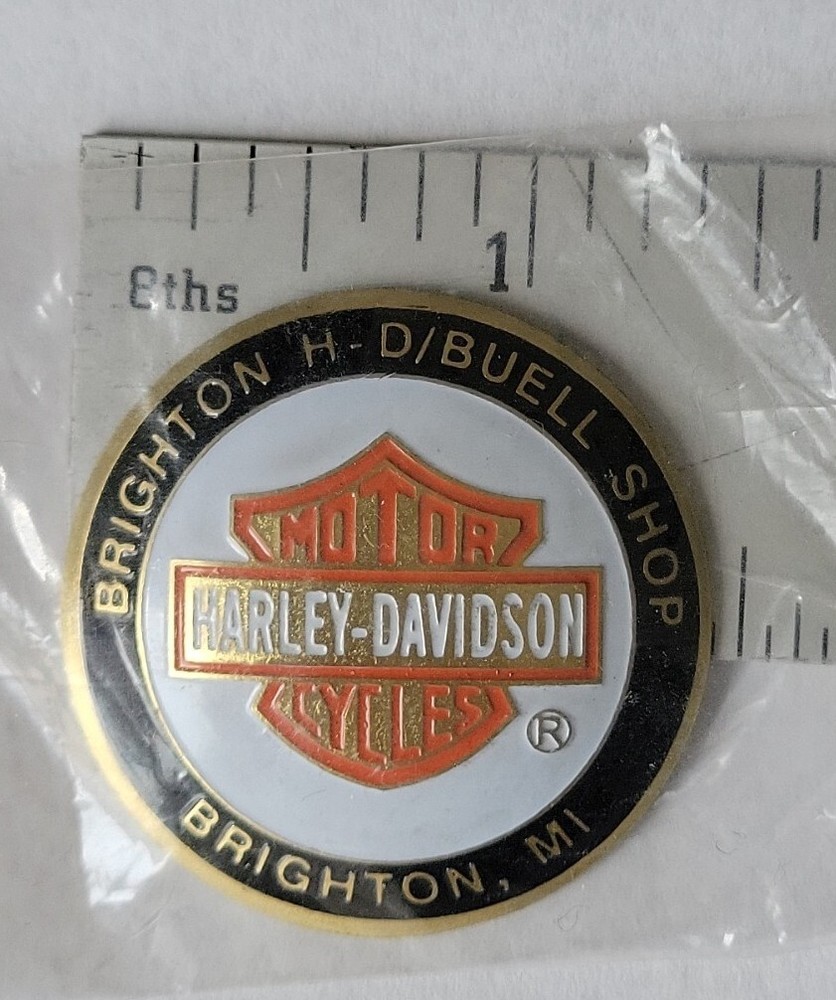 8ths
1
BRIGHTON H-D/BUELL SHOP
MOTOR
HARLEY-DAVIDSON
CYCLES
®
BRIGHTON, MI